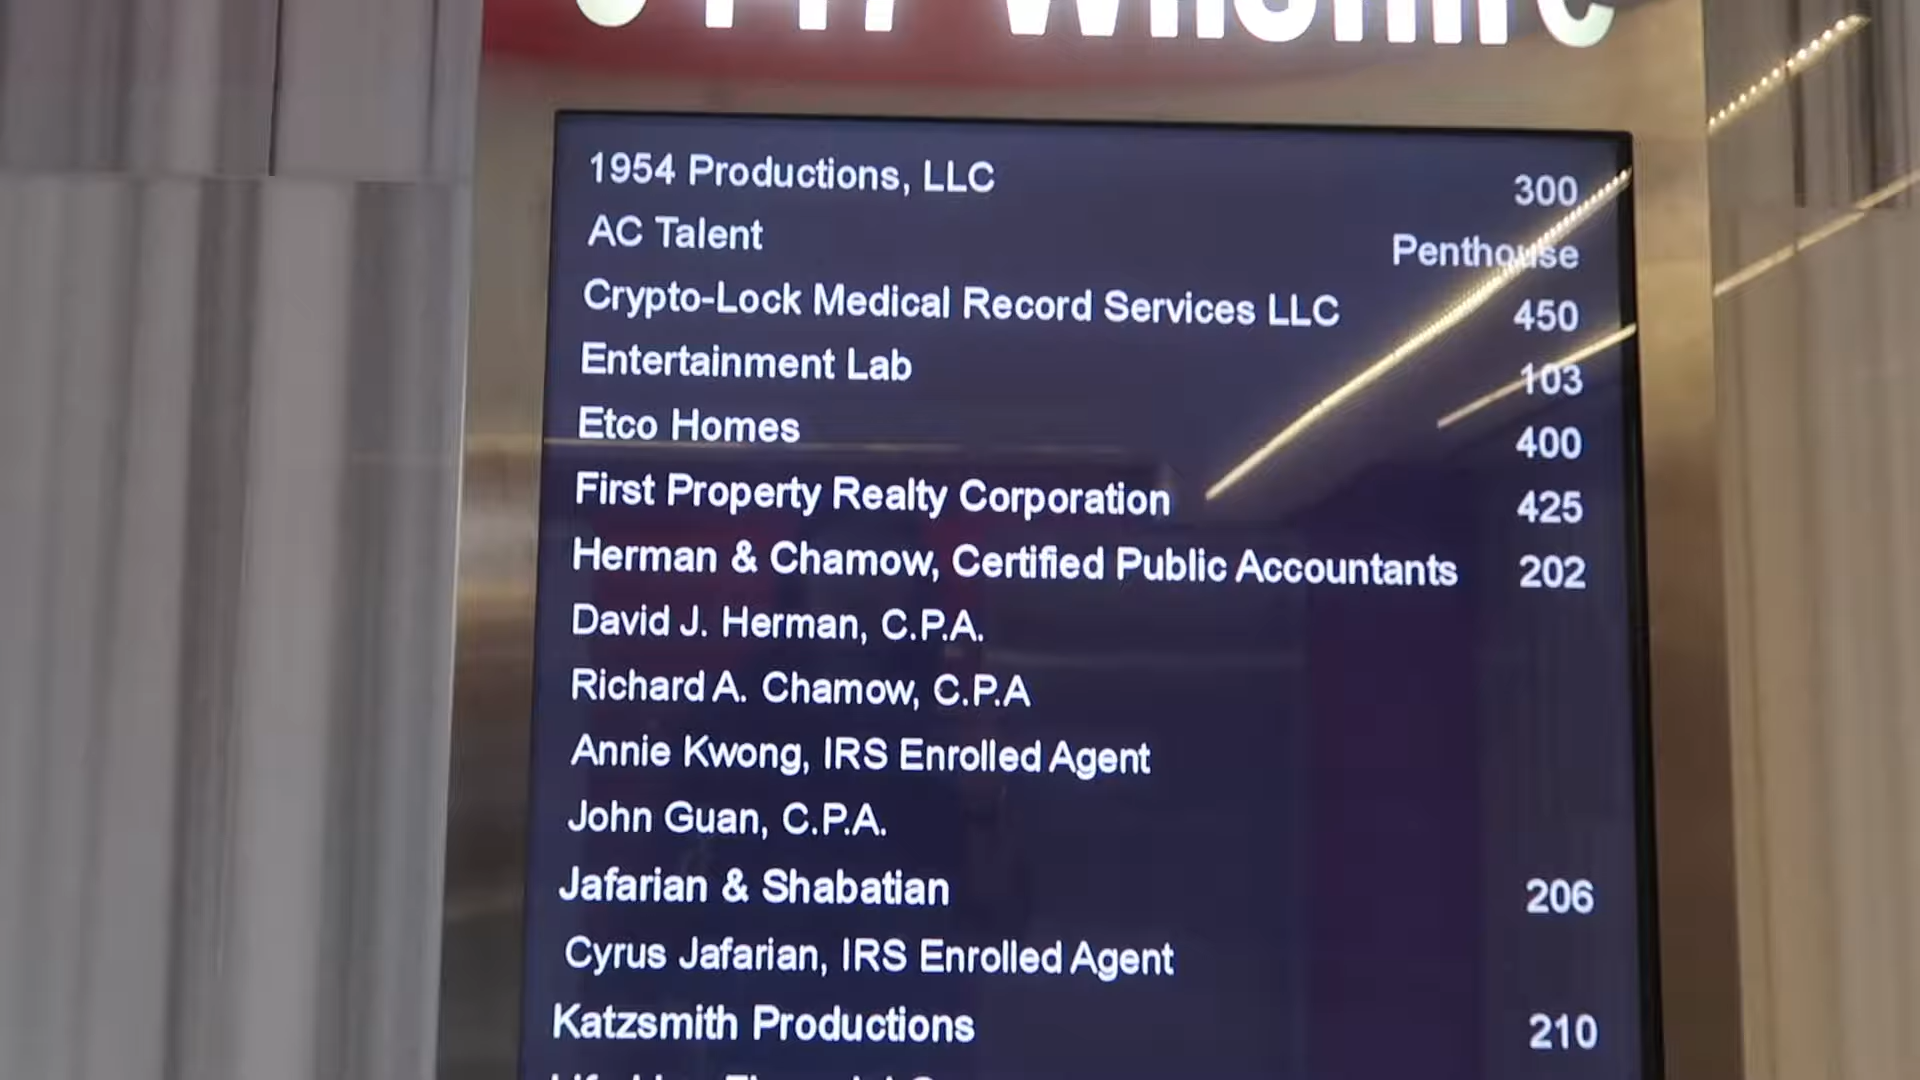 Wilshire
1954 Productions, LLC 300
AC Talent Penthouse
Crypto-Lock Medical Record Services LLC 450
Entertainment Lab 103
Etco Homes 400
First Property Realty Corporation 425
Herman & Chamow, Certified Public Accountants 202
David J. Herman, C.P.A.
Richard A. Chamow, C.P.A
Annie Kwong, IRS Enrolled Agent
John Guan, C.P.A.
Jafarian & Shabatian 206
Cyrus Jafarian, IRS Enrolled Agent
Katzsmith Productions 210